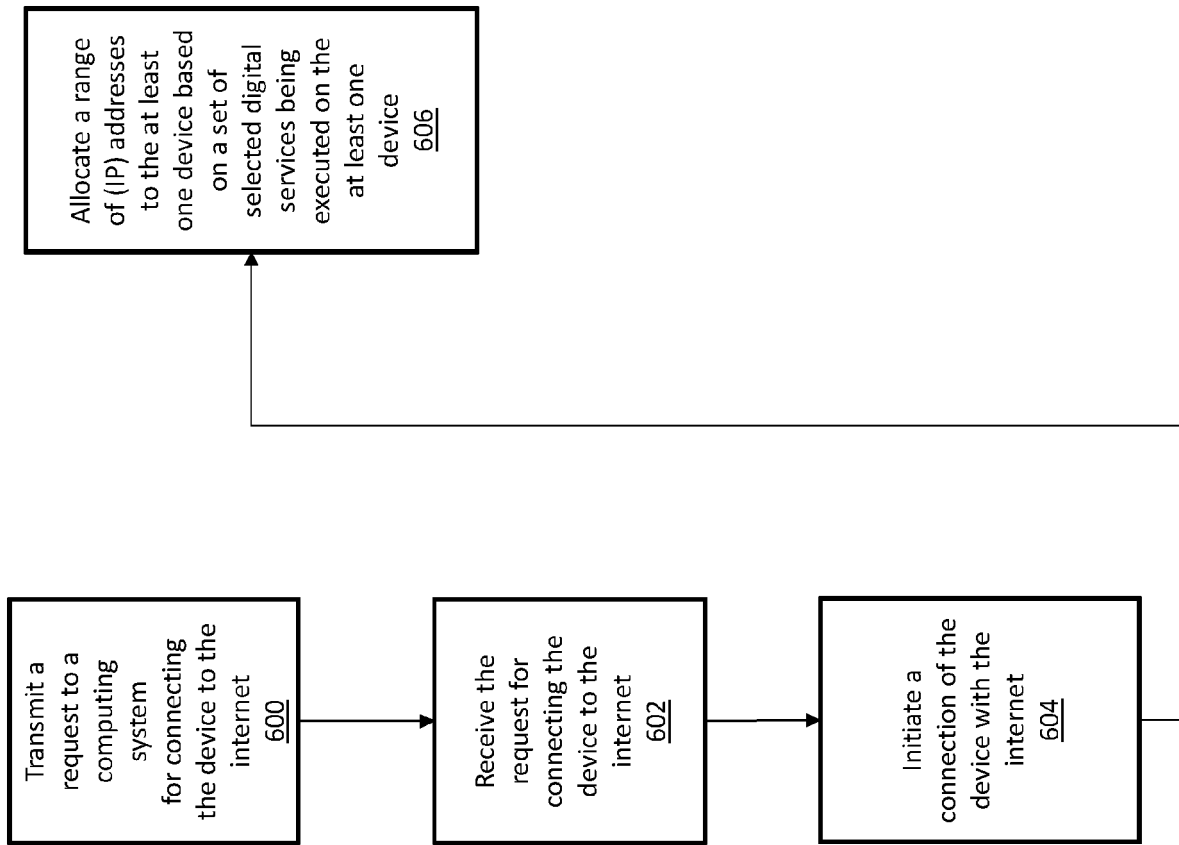 Transmit a
request to a
computing
system
for connecting
the device to the
internet
600
Receive the
request for
connecting the
device to the
internet
602
Initiate a
connection of the
device with the
internet
604
Allocate a range
of (IP) addresses
to the at least
one device based
on a set of
selected digital
services being
executed on the
at least one
device
606